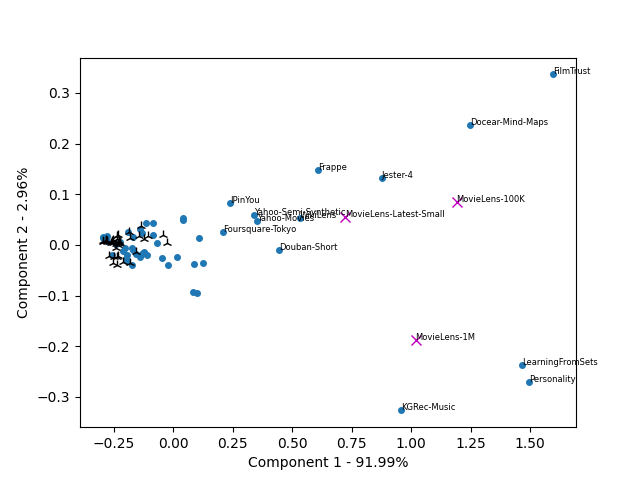 FilmTrust
0.3
Docear-Mind-Maps
0.2
Frappe
Jester-4
iPinYou
MovieLens-100K
0.1
Yahoo-Semi-Synthetic
Yahoo-Movies
MovieLens-Latest-Small
Foursquare-Tokyo
Douban-Short
0.0
−0.1
MovieLens-1M
−0.2
LearningFromSets
Personality
−0.3
KGRec-Music
−0.25
0.00
0.25
0.50
0.75
1.00
1.25
1.50
Component 1 - 91.99%
Component 2 - 2.96%